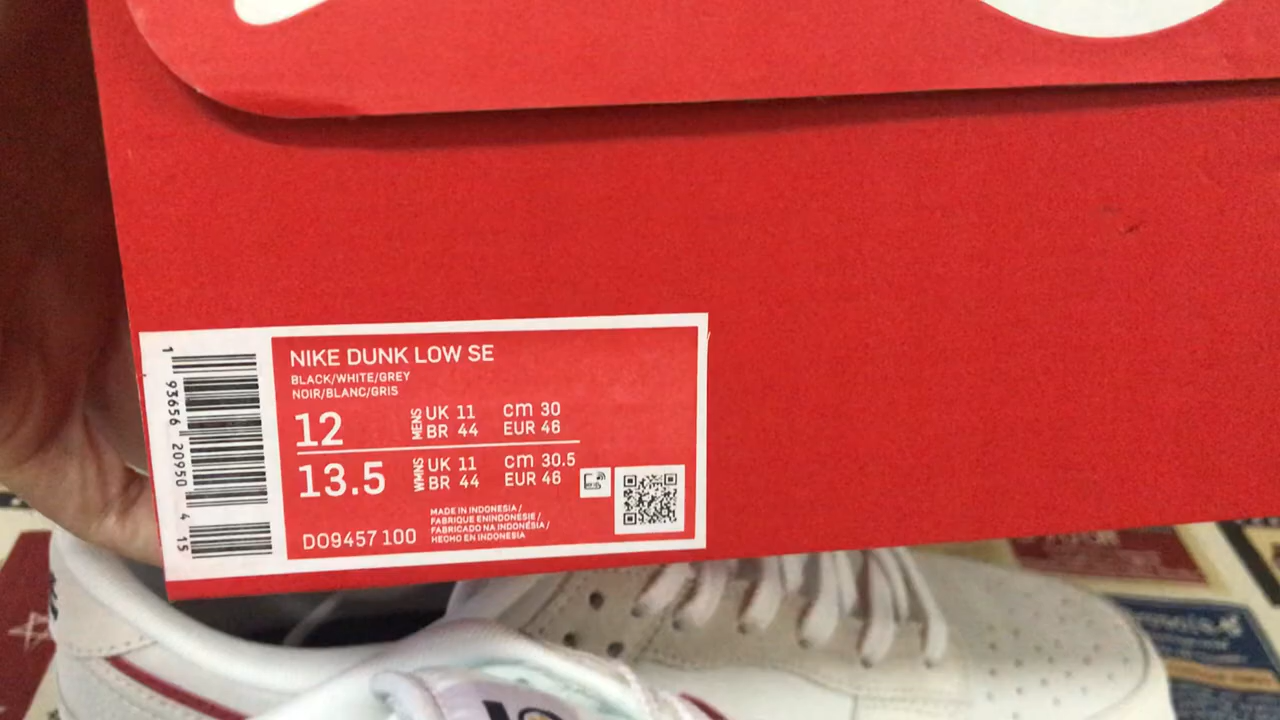 NIKE DUNK LOW SE
BLACK/WHITE/GREY
NOIR/BLANC/GRIS
12 MENS UK 11 cm 30
BR 44 EUR 46
13.5 WMNS UK 11 cm 30.5
BR 44 EUR 46
DO9457 100
MADE IN INDONESIA /
FABRIQUE ENINDONESIE /
FABRICADO NA INDONÉSIA /
HECHO EN INDONESIA
1 93656 20950 4 15